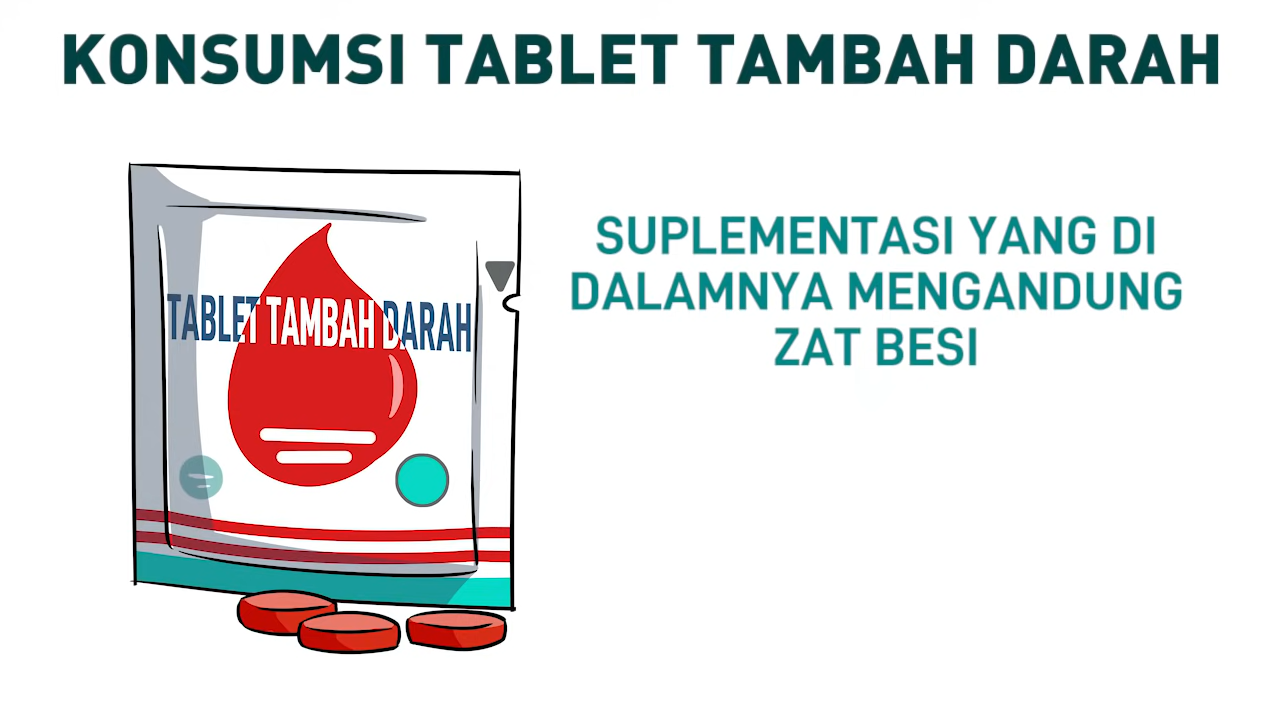 KONSUMSI TABLET TAMBAH DARAH
TABLET TAMBAH DARAH
SUPLEMENTASI YANG DI
DALAMNYA MENGANDUNG
ZAT BESI